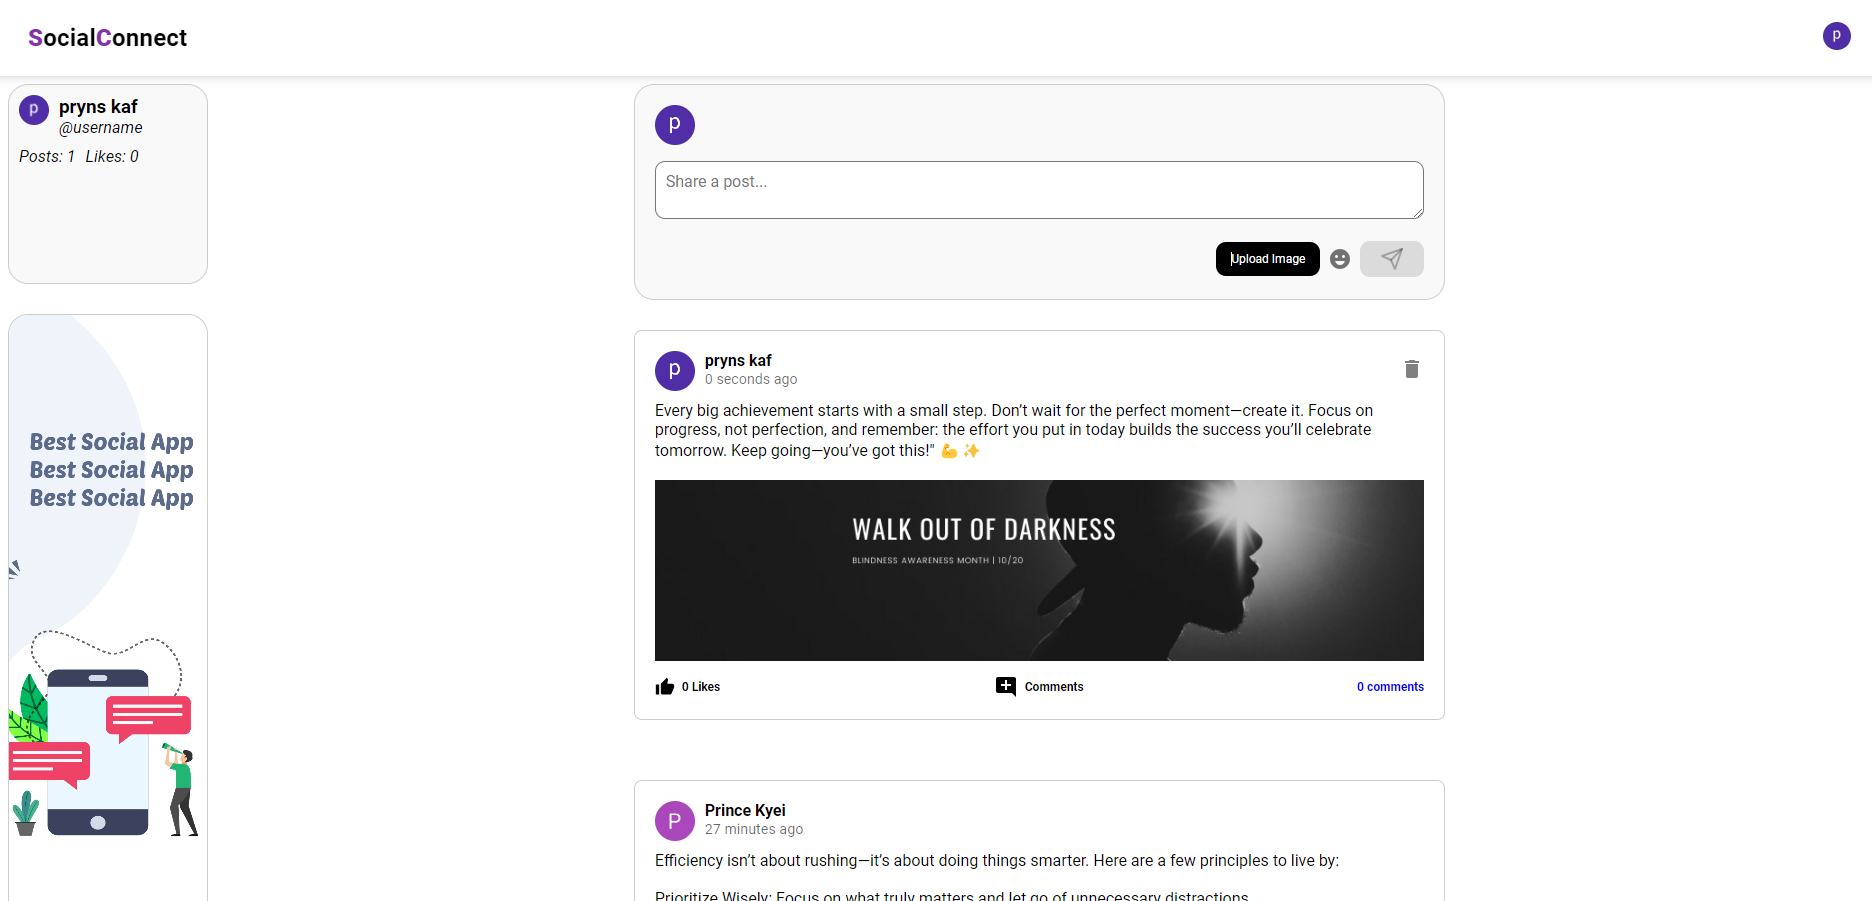 SocialConnect
p
p
pryns kaf
@username
Posts: 1 Likes: 0
Best Social App
Best Social App
Best Social App
p
Share a post...
Upload Image
p
pryns kaf
0 seconds ago
Every big achievement starts with a small step. Don’t wait for the perfect moment—create it. Focus on
progress, not perfection, and remember: the effort you put in today builds the success you’ll celebrate
tomorrow. Keep going—you’ve got this!" 💪 ✨
WALK OUT OF DARKNESS
BLINDNESS AWARENESS MONTH | 10/20
0 Likes
Comments
0 comments
P
Prince Kyei
27 minutes ago
Efficiency isn’t about rushing—it’s about doing things smarter. Here are a few principles to live by:
Prioritize Wisely: Focus on what truly matters and let go of unnecessary distractions.